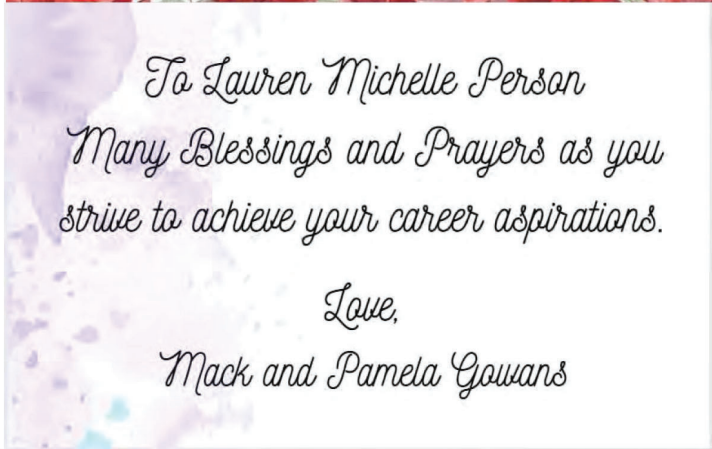 To Lauren Michelle Person
Many Blessings and Prayers as you
strive to achieve your career aspirations.
Love,
Mack and Pamela Gowans